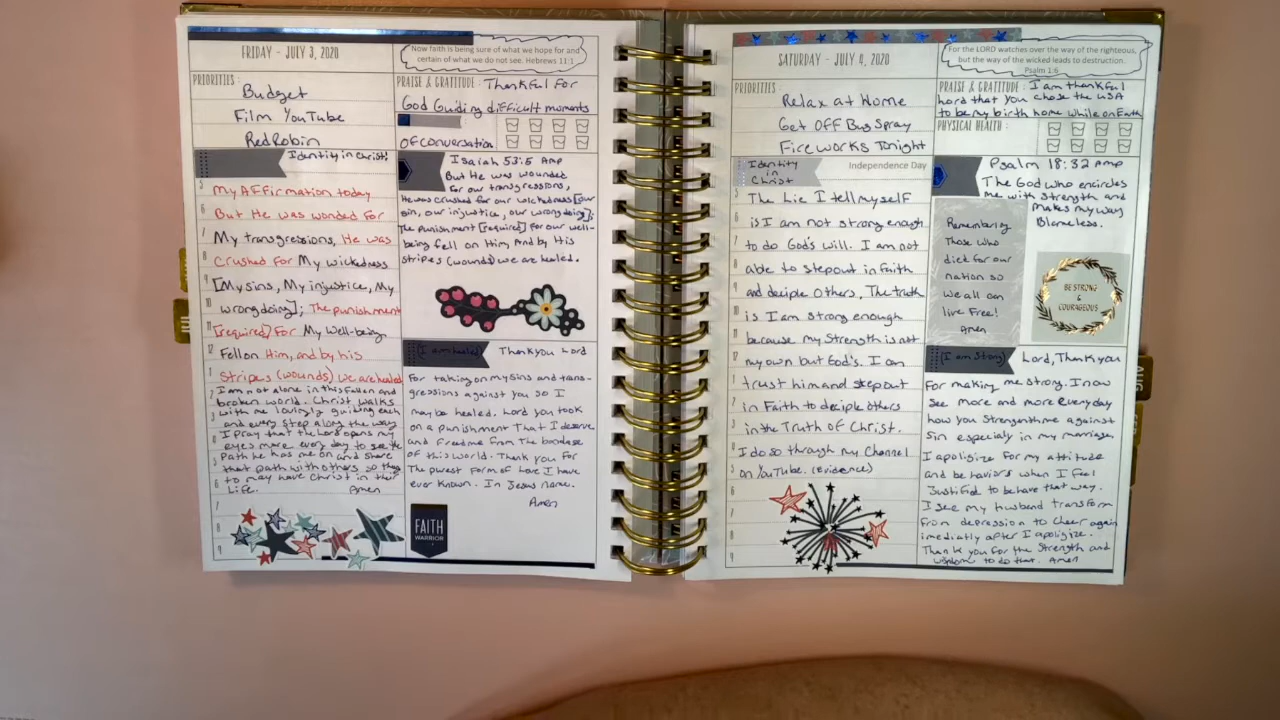 FRIDAY - JULY 3, 2020
Now faith is being sure of what we hope for and
certain of what we do not see. Hebrews 11:1
PRIORITIES:
Budget
Film YouTube
RedRobin
PRAISE & GRATITUDE: Thankful For
God Guiding difficult moments
of conversation
Identity in Christ:
My AFFirmation today
But He was wonded for
My transgressions, He was
Crushed for My wickedness
[My sins, My injustice, My
wrongdoing]; The punishment
[required] For My Well-being
Fell on Him, and by his
Stripes (wounds) we are healed
I am not alone in this fallen and
broken world. Christ walks
with me lovingly guiding each
and every step along the way
I pray that the Lord opens my
eyes more every day to see the
Path he has me on and share
that path with others so they
to may have Christ in their
Life. Amen
Isaiah 53:5 Amp
But He was wounded
for our transgressions,
He was crushed for our wickedness [our
sin, our injustice, our wrongdoing];
The punishment [required] for our well-
being fell on Him, And by His
stripes (wounds) we are healed.
(I am healed) Thank you Lord
For taking on my sins and trans-
gressions against you so I
may be healed. Lord you took
on a punishment That I deserve
and Freed me From the bondage
of this world. Thank you For
The purest Form of Love I have
ever known. In Jesus name.
Amen
FAITH
WARRIOR
SATURDAY - JULY 4, 2020
For the LORD watches over the way of the righteous,
but the way of the wicked leads to destruction.
Psalm 1:6
PRIORITIES:
Relax at Home
Get OFF Bug Spray
Fireworks Tonight
PRAISE & GRATITUDE: I am thankful
Lord that you chose the USA
to be my birth home while on Earth
PHYSICAL HEALTH:
Identity
in
Christ
Independence Day
The Lie I tell myself
is I am not strong enough
to do God's will. I am not
able to step out in Faith
and deciple Others, The truth
is I am Strong enough
because my Strength is not
my own but God's. I am
trust him and step out
in Faith to deciple others
in the Truth of Christ.
I do so through my Channel
on YouTube. (evidence)
Psalm 18:32 Amp
The God who encircles
me with Strength and
makes my way
Blameless.
Remembering
Those who
died for our
nation so
we all can
live Free!
Amen
BE STRONG
&
COURAGEOUS
(I am Strong) Lord, Thank you
For making me strong. I now
see more and more everyday
how you Strengthen me against
Sin especialy in my marriage
I apoligize For my attitude
and behaviors when I feel
Justified to behave that way.
I see my husband transform
From depression to cheer again
imediatly after I apoligize.
Thank you for the Strength and
wisdom to do that. Amen
AUG